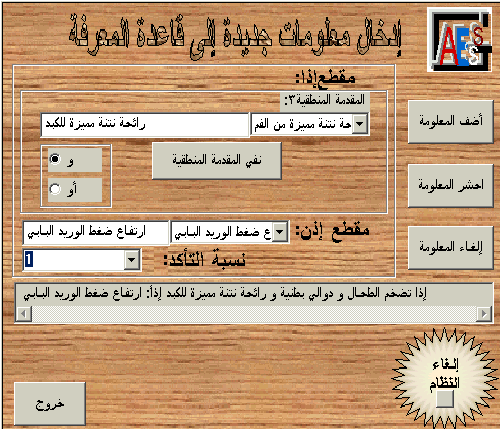 إدخال معلومات جديدة إلى قاعدة المعرفة
AES
مقطع إذا:
المقدمة المنطقية٣:
حة نتنة مميزة من الفم
رائحة نتنة مميزة للكبد
نفي المقدمة المنطقية
و
أو
مقطع إذن:
ع ضغط الوريد البابي
ارتفاع ضغط الوريد البابي
نسبة التأكد:
1
أضف المعلومة
احشر المعلومة
إلغاء المعلومة
إذا تضخم الطحال و دوالي بطنية و رائحة نتنة مميزة للكبد إذاً: ارتفاع ضغط الوريد البابي
إلغاء
النظام
خروج